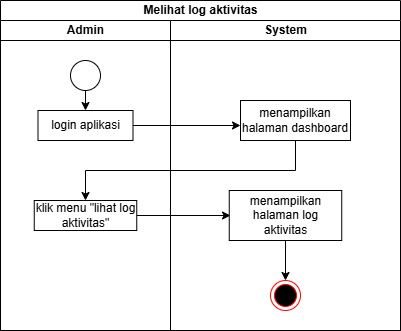 Melihat log aktivitas
Admin
System
login aplikasi
menampilkan
halaman dashboard
klik menu "lihat log
aktivitas"
menampilkan
halaman log
aktivitas